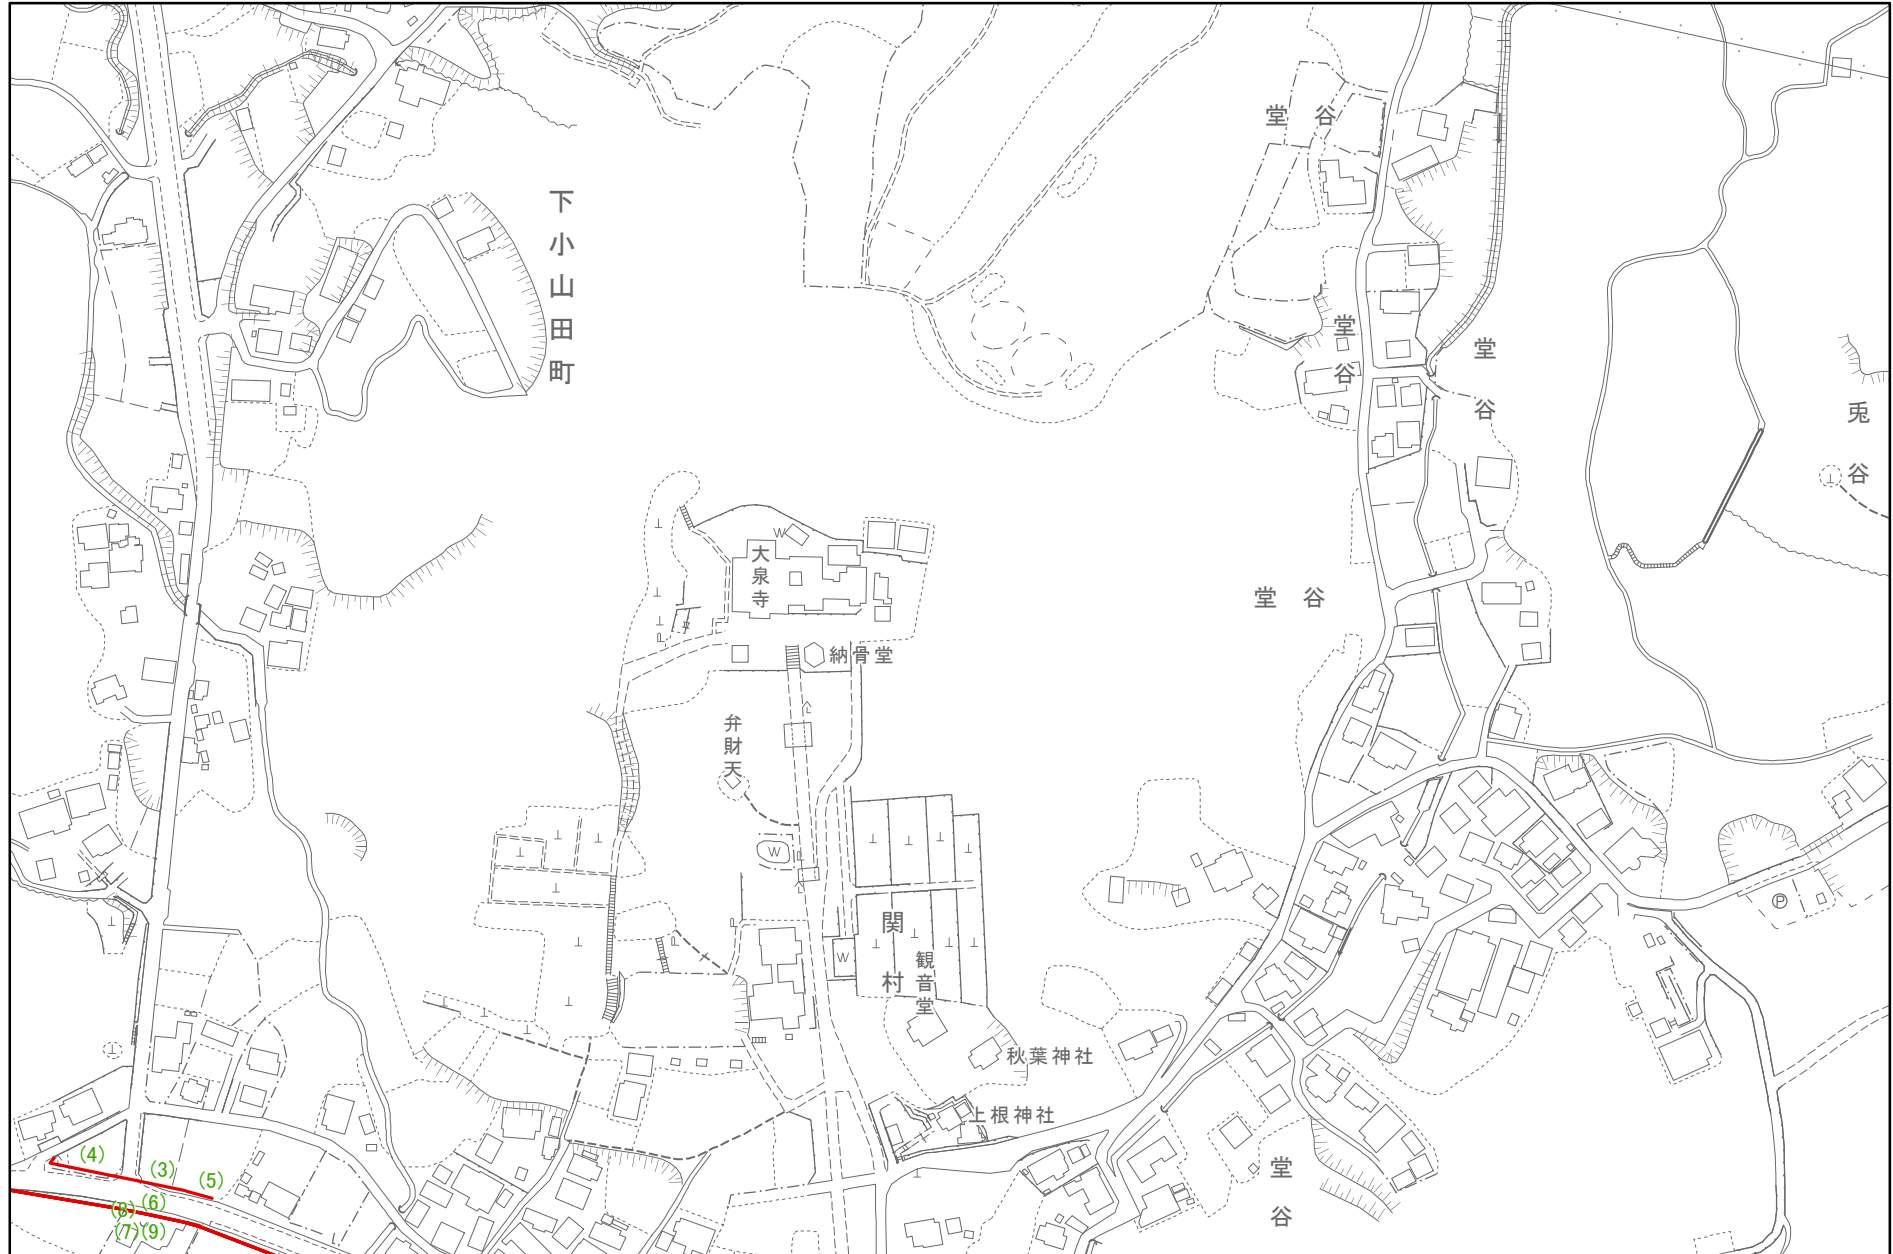 堂谷
下小山田町
堂谷
堂谷
兎谷
W
大泉寺
堂谷
納骨堂
弁財天
W
P
関村
W
観音堂
秋葉神社
上根神社
(4)
(3)
(5)
堂谷
(8)
(6)
(7)
(9)